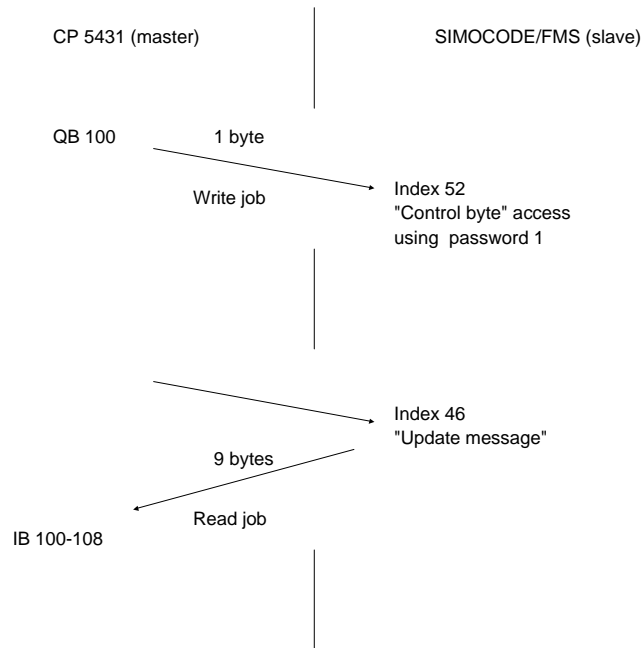 CP 5431 (master)
SIMOCODE/FMS (slave)
QB 100
1 byte
Write job
Index 52
"Control byte" access
using password 1
Index 46
"Update message"
9 bytes
Read job
IB 100-108